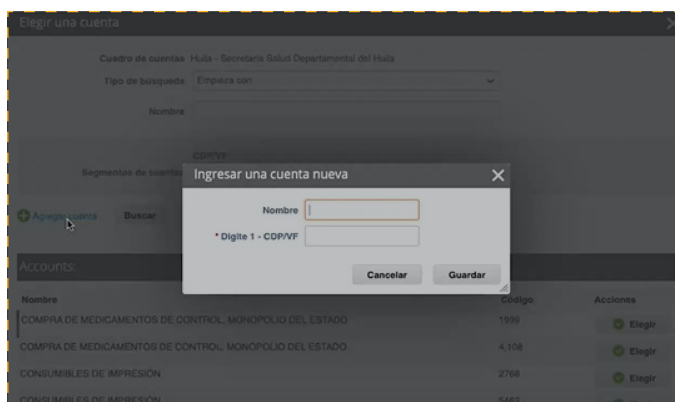 Elegir una cuenta
Cuadro de cuentas Huila - Secretaria Salud Departamental del Huila
Tipo de búsqueda Empieza con
Nombre
CDP/VF
Segmentos de cuentas
Ingresar una cuenta nueva
Nombre
* Digite 1 - CDP/VF
Cancelar Guardar
Agregar cuenta Buscar
Accounts:
Nombre Código Acciones
COMPRA DE MEDICAMENTOS DE CONTROL, MONOPOLIO DEL ESTADO 1999 Elegir
COMPRA DE MEDICAMENTOS DE CONTROL, MONOPOLIO DEL ESTADO 4,108 Elegir
CONSUMIBLES DE IMPRESIÓN 2768 Elegir
CONSUMIBLES DE IMPRESIÓN 5463 Elegir